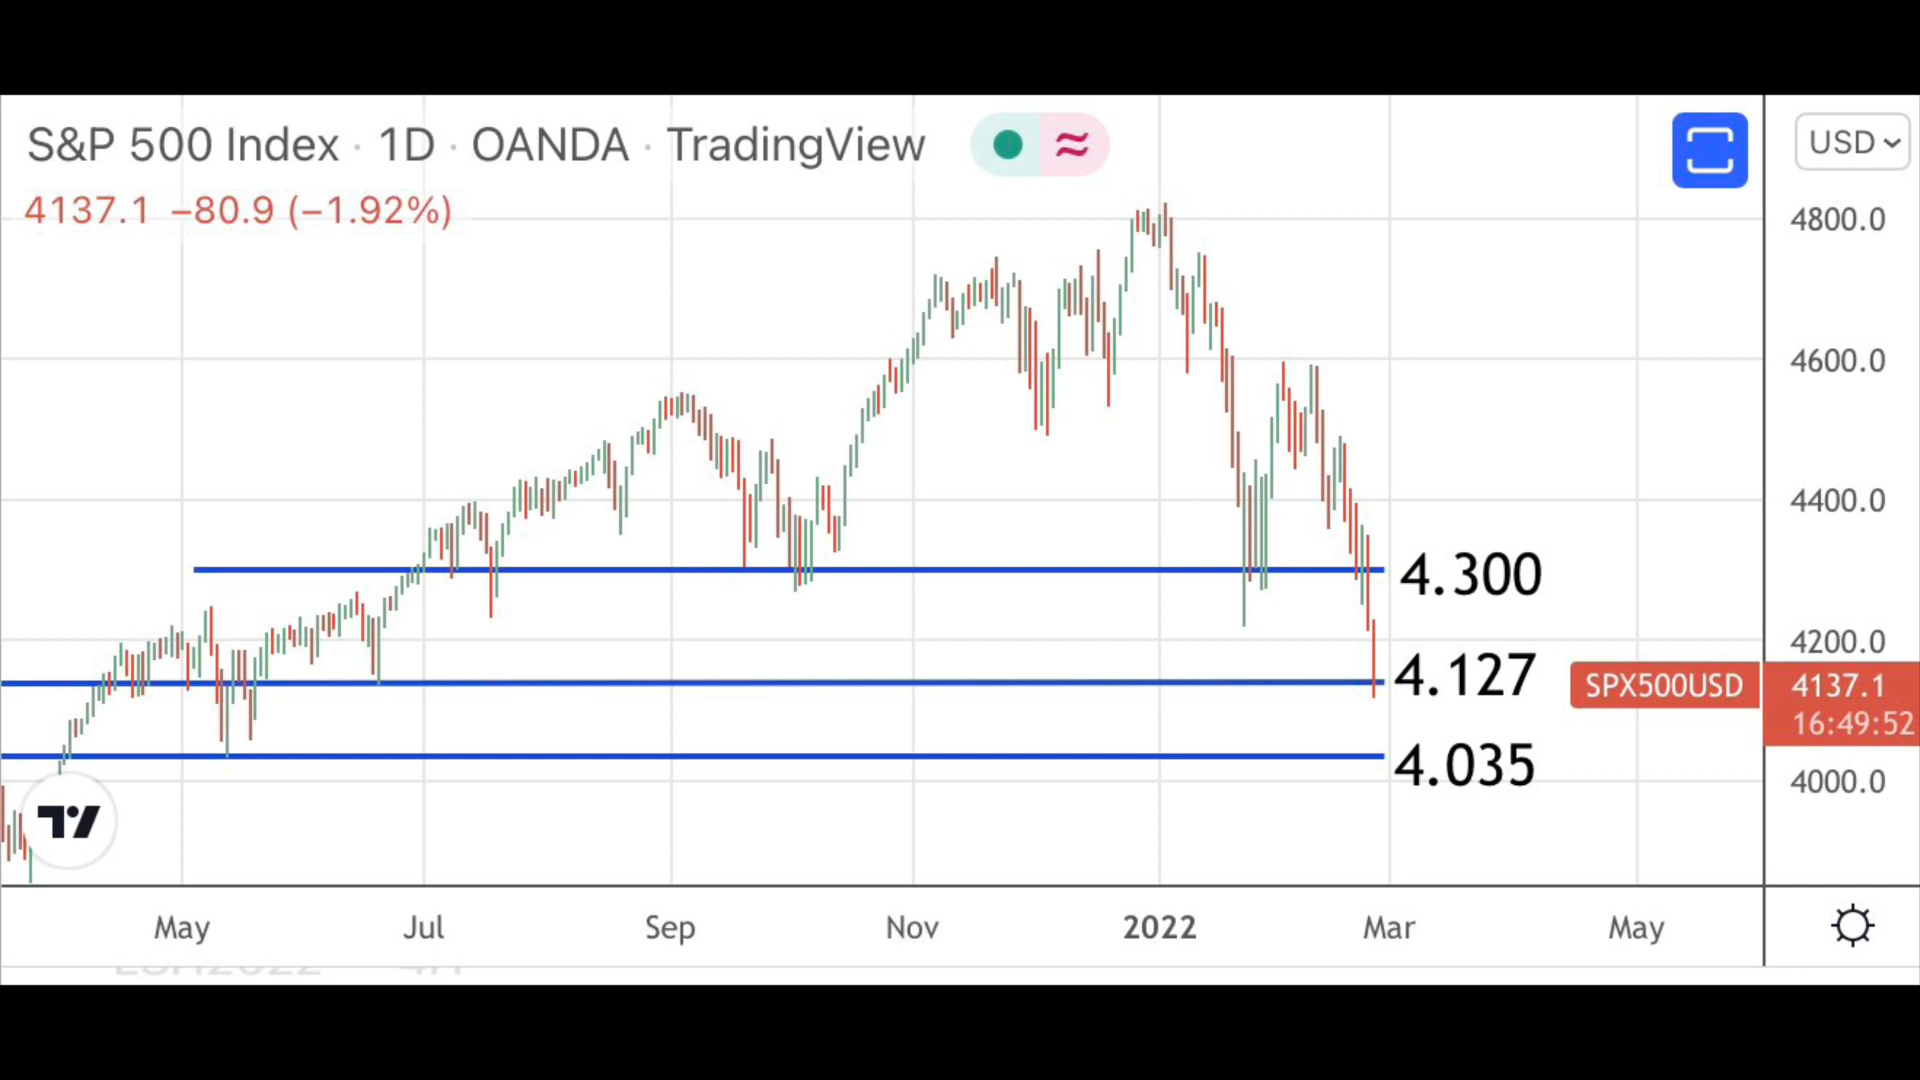 S&P 500 Index · 1D · OANDA · TradingView
USD
4137.1 −80.9 (−1.92%)
4800.0
4600.0
4400.0
4.300
4200.0
4.127
SPX500USD
4137.1
16:49:52
4.035
4000.0
May Jul Sep Nov 2022 Mar May